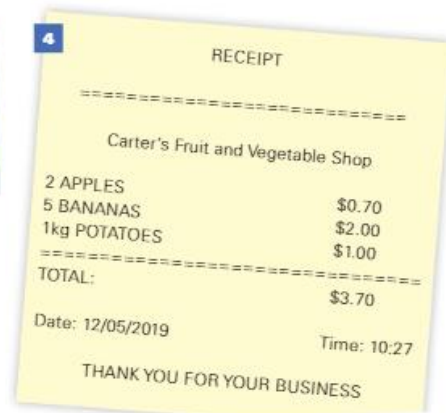 4
RECEIPT
===========================
Carter's Fruit and Vegetable Shop
2 APPLES $0.70
5 BANANAS $2.00
1kg POTATOES $1.00
================================
TOTAL: $3.70
Date: 12/05/2019 Time: 10:27
THANK YOU FOR YOUR BUSINESS